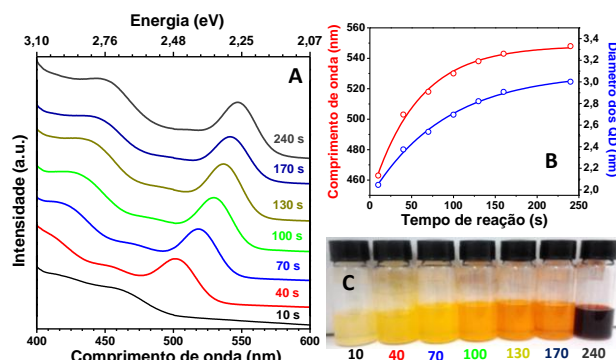 Energia (eV)
3,10 2,76 2,48 2,25 2,07
A
Intensidade (a.u.)
240 s
170 s
130 s
100 s
70 s
40 s
10 s
400 450 500 550 600
Comprimento de onda (nm)
B
Comprimento de onda (nm)
560
540
520
500
480
460
Diâmetro dos QD (nm)
3,4
3,2
3,0
2,8
2,6
2,4
2,2
2,0
0 50 100 150 200 250
Tempo de reação (s)
C
10 40 70 100 130 170 240